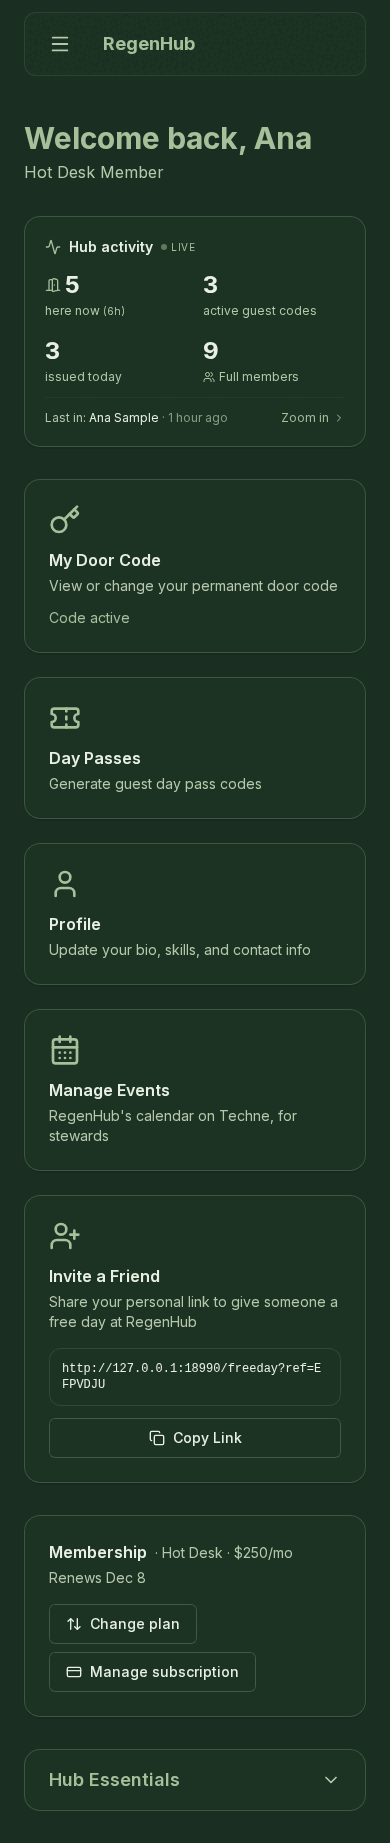 RegenHub
Welcome back, Ana
Hot Desk Member
Hub activity LIVE
5 3
here now (6h) active guest codes
3 9
issued today Full members
Last in: Ana Sample · 1 hour ago Zoom in
My Door Code
View or change your permanent door code
Code active
Day Passes
Generate guest day pass codes
Profile
Update your bio, skills, and contact info
Manage Events
RegenHub's calendar on Techne, for
stewards
Invite a Friend
Share your personal link to give someone a
free day at RegenHub
http://127.0.0.1:18990/freeday?ref=E
FPVDJU
Copy Link
Membership · Hot Desk · $250/mo
Renews Dec 8
Change plan
Manage subscription
Hub Essentials